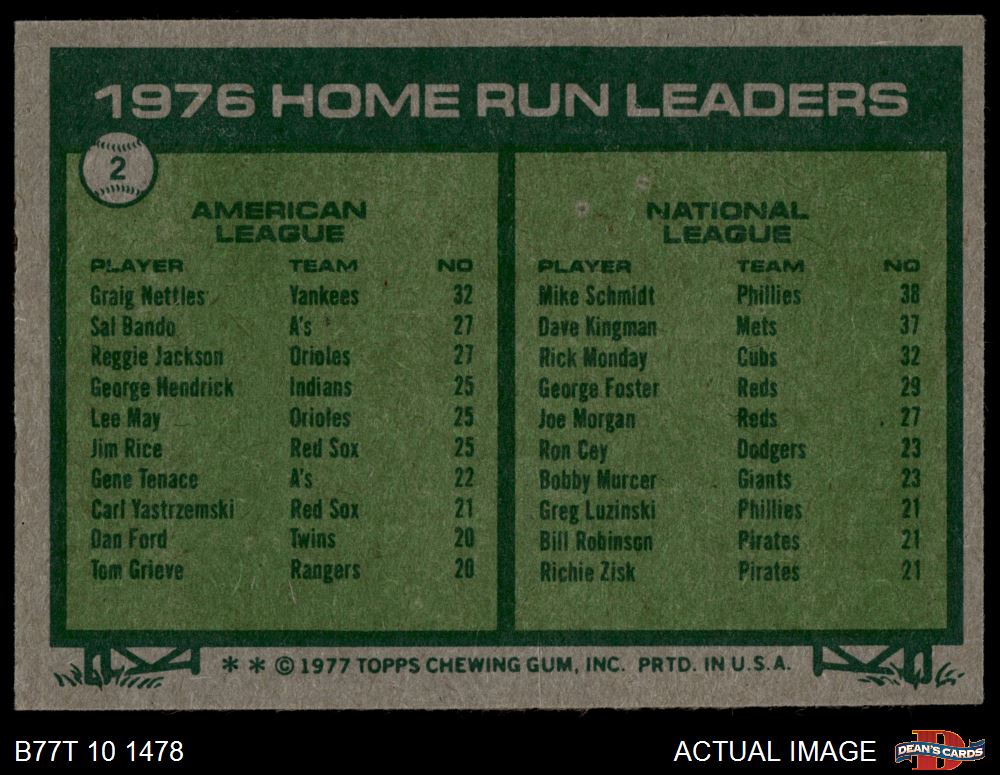 1976 HOME RUN LEADERS
2
AMERICAN
LEAGUE
PLAYER TEAM NO
Graig Nettles Yankees 32
Sal Bando A's 27
Reggie Jackson Orioles 27
George Hendrick Indians 25
Lee May Orioles 25
Jim Rice Red Sox 25
Gene Tenace A's 22
Carl Yastrzemski Red Sox 21
Dan Ford Twins 20
Tom Grieve Rangers 20
NATIONAL
LEAGUE
PLAYER TEAM NO
Mike Schmidt Phillies 38
Dave Kingman Mets 37
Rick Monday Cubs 32
George Foster Reds 29
Joe Morgan Reds 27
Ron Cey Dodgers 23
Bobby Murcer Giants 23
Greg Luzinski Phillies 21
Bill Robinson Pirates 21
Richie Zisk Pirates 21
* * © 1977 TOPPS CHEWING GUM, INC. PRTD. IN U.S.A.
B77T 10 1478
ACTUAL IMAGE
D
DEAN'S CARDS